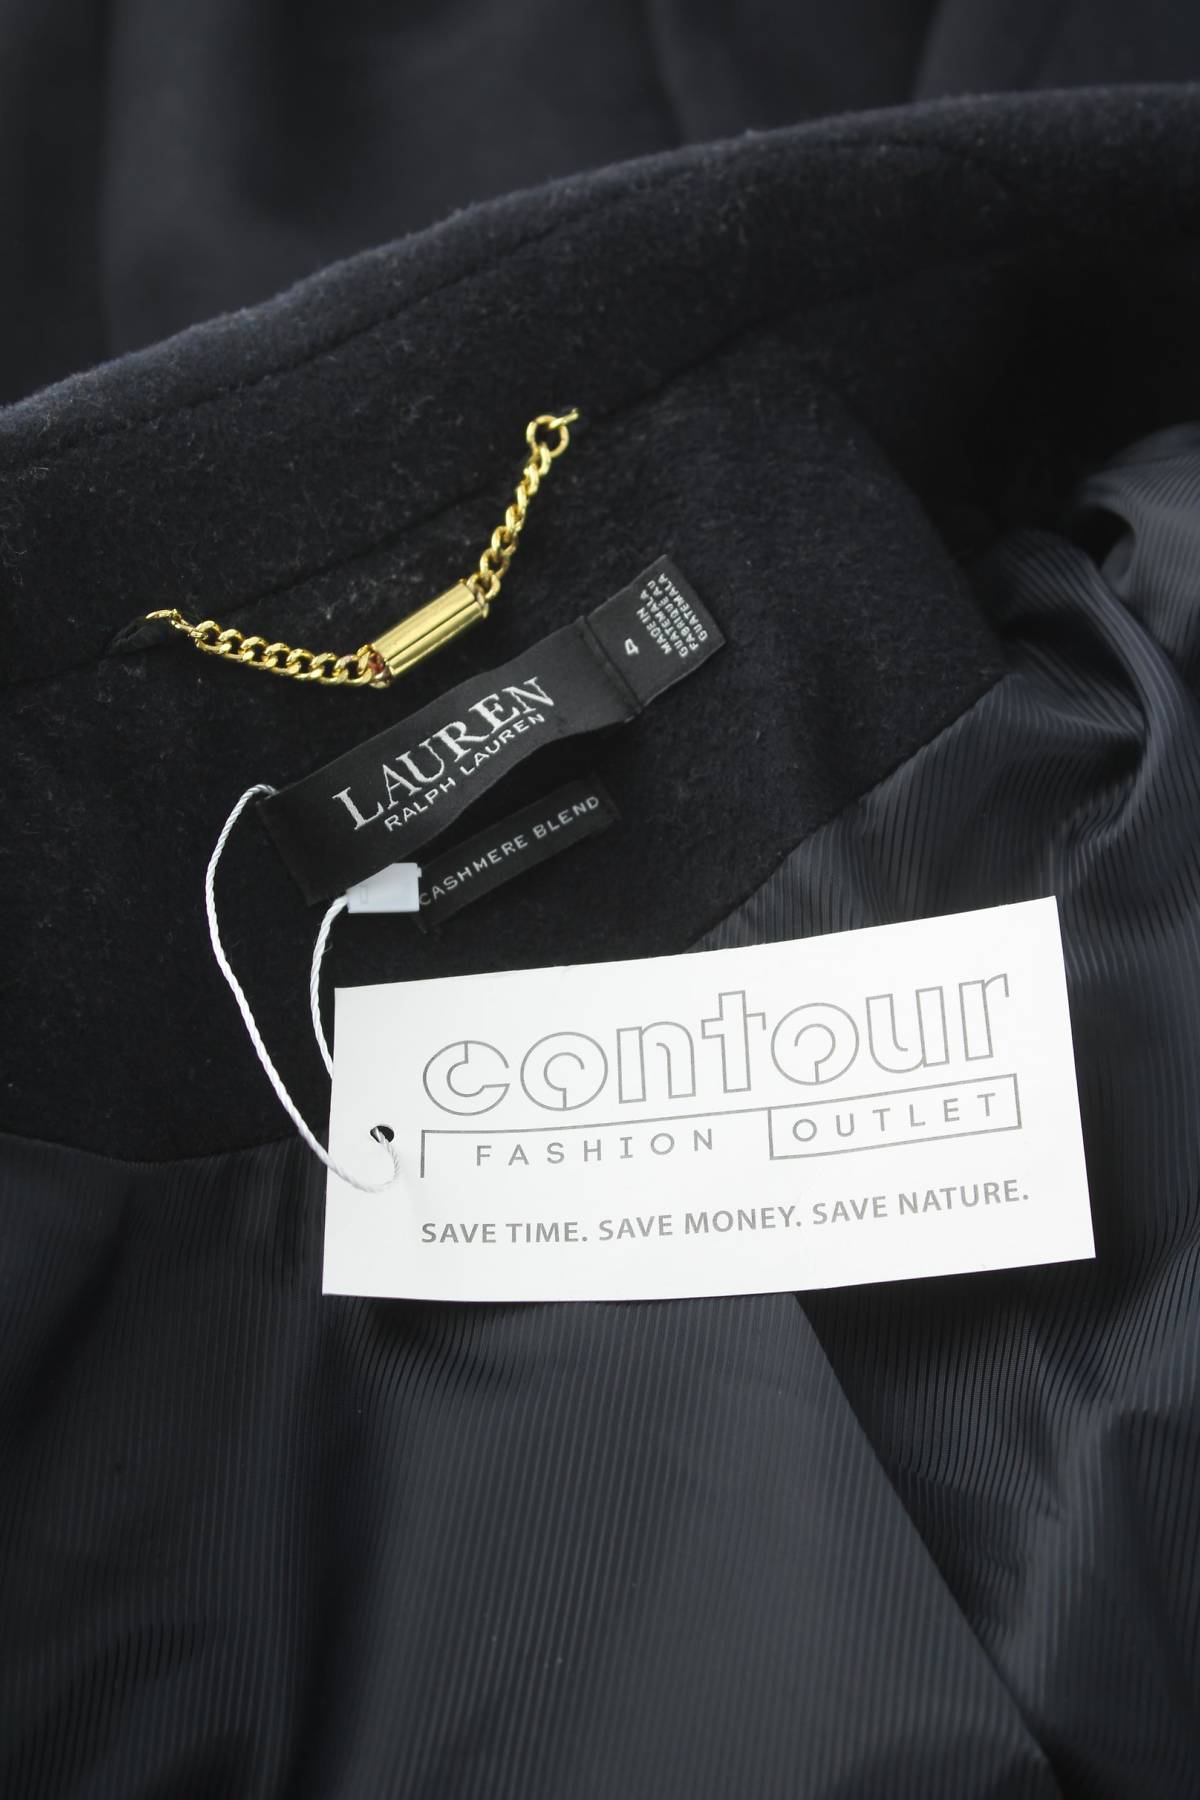 LAUREN
RALPH LAUREN
4
MADE IN
GUATEMALA
FABRIQUÉ AU
GUATEMALA
CASHMERE BLEND
contour
FASHION OUTLET
SAVE TIME. SAVE MONEY. SAVE NATURE.